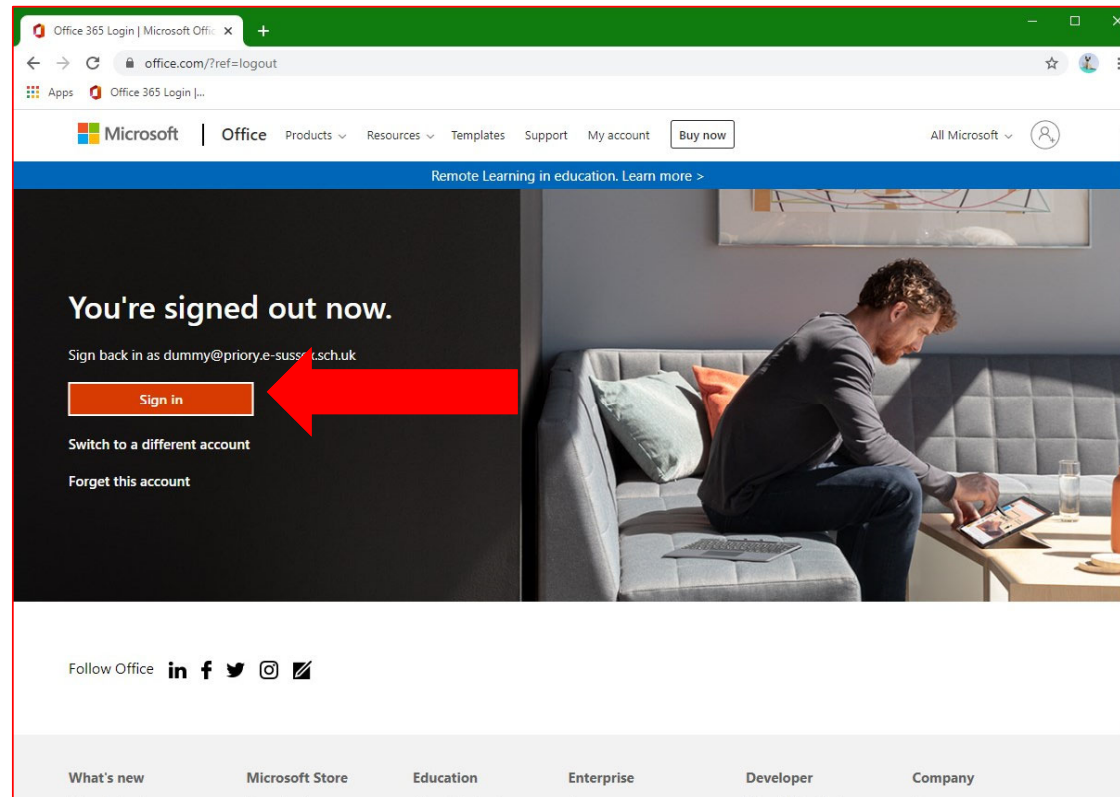 Office 365 Login | Microsoft Offic
office.com/?ref=logout
Apps Office 365 Login |...
Microsoft Office Products Resources Templates Support My account Buy now All Microsoft
Remote Learning in education. Learn more >
You're signed out now.
Sign back in as dummy@priory.e-sussex.sch.uk
Sign in
Switch to a different account
Forget this account
Follow Office
What's new Microsoft Store Education Enterprise Developer Company